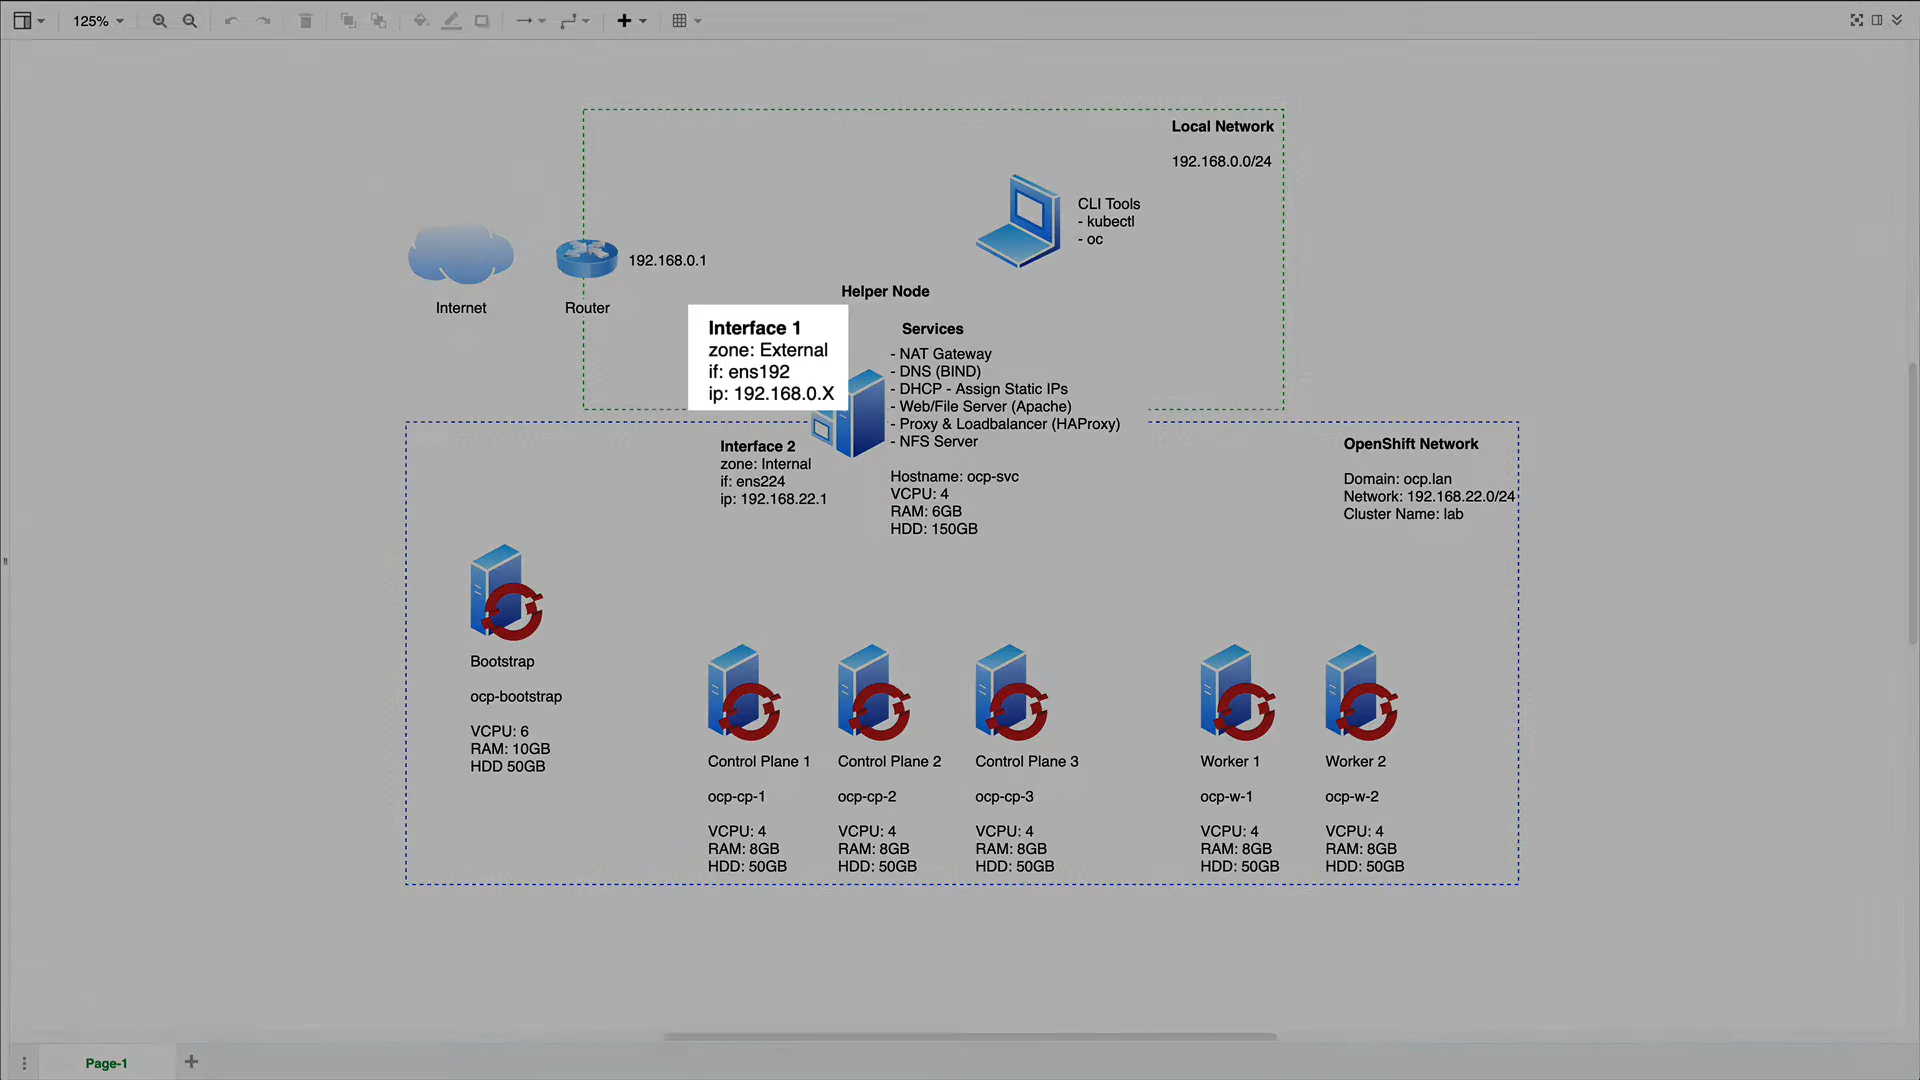 125%
Local Network
192.168.0.0/24
CLI Tools
- kubectl
- oc
192.168.0.1
Internet
Router
Helper Node
Interface 1
zone: External
if: ens192
ip: 192.168.0.X
Services
- NAT Gateway
- DNS (BIND)
- DHCP - Assign Static IPs
- Web/File Server (Apache)
- Proxy & Loadbalancer (HAProxy)
- NFS Server
Interface 2
zone: Internal
if: ens224
ip: 192.168.22.1
Hostname: ocp-svc
VCPU: 4
RAM: 6GB
HDD: 150GB
OpenShift Network
Domain: ocp.lan
Network: 192.168.22.0/24
Cluster Name: lab
Bootstrap
ocp-bootstrap
VCPU: 6
RAM: 10GB
HDD 50GB
Control Plane 1
ocp-cp-1
VCPU: 4
RAM: 8GB
HDD: 50GB
Control Plane 2
ocp-cp-2
VCPU: 4
RAM: 8GB
HDD: 50GB
Control Plane 3
ocp-cp-3
VCPU: 4
RAM: 8GB
HDD: 50GB
Worker 1
ocp-w-1
VCPU: 4
RAM: 8GB
HDD: 50GB
Worker 2
ocp-w-2
VCPU: 4
RAM: 8GB
HDD: 50GB
Page-1